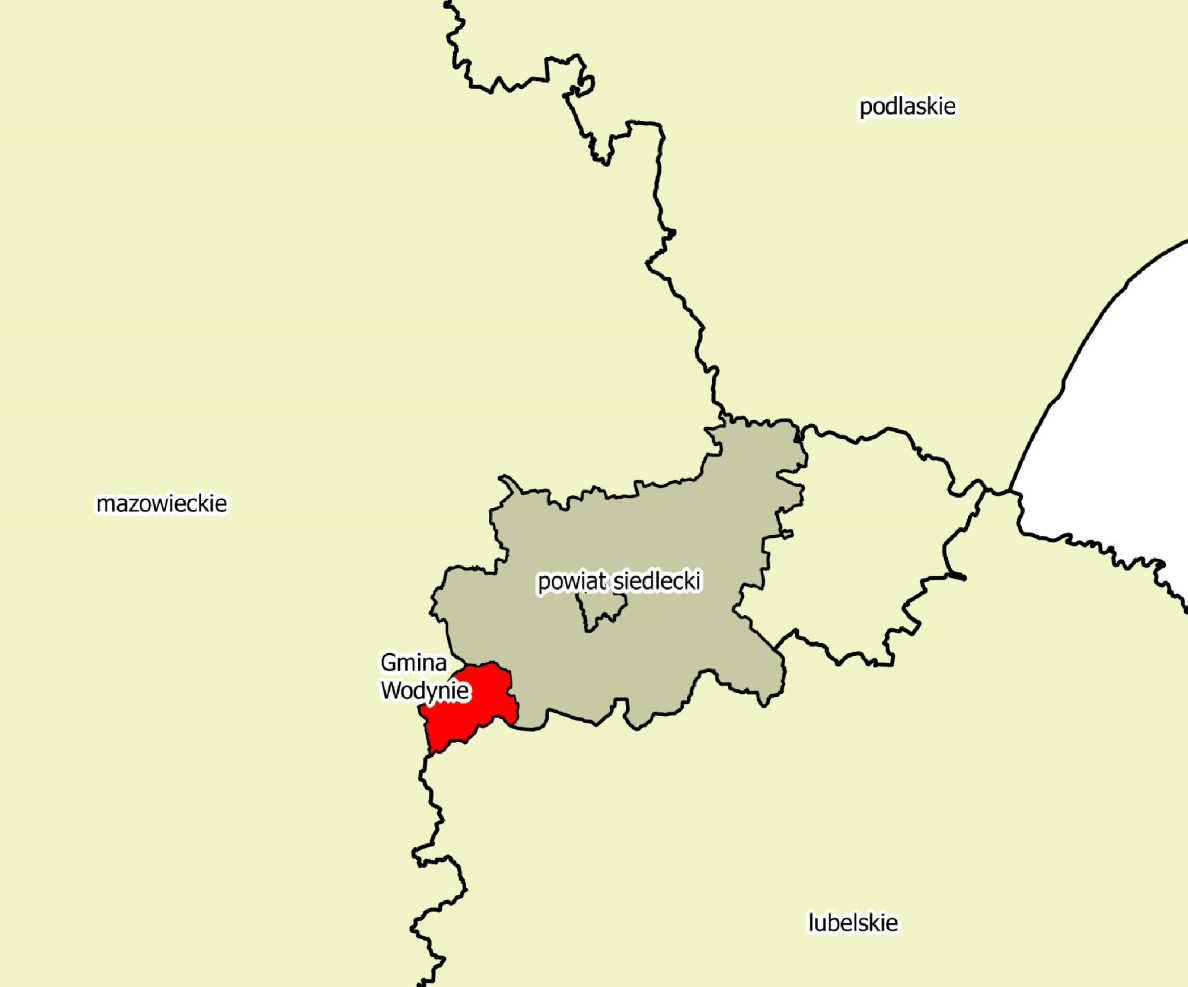 podlaskie
mazowieckie
powiat siedlecki
Gmina
Wodynie
lubelskie